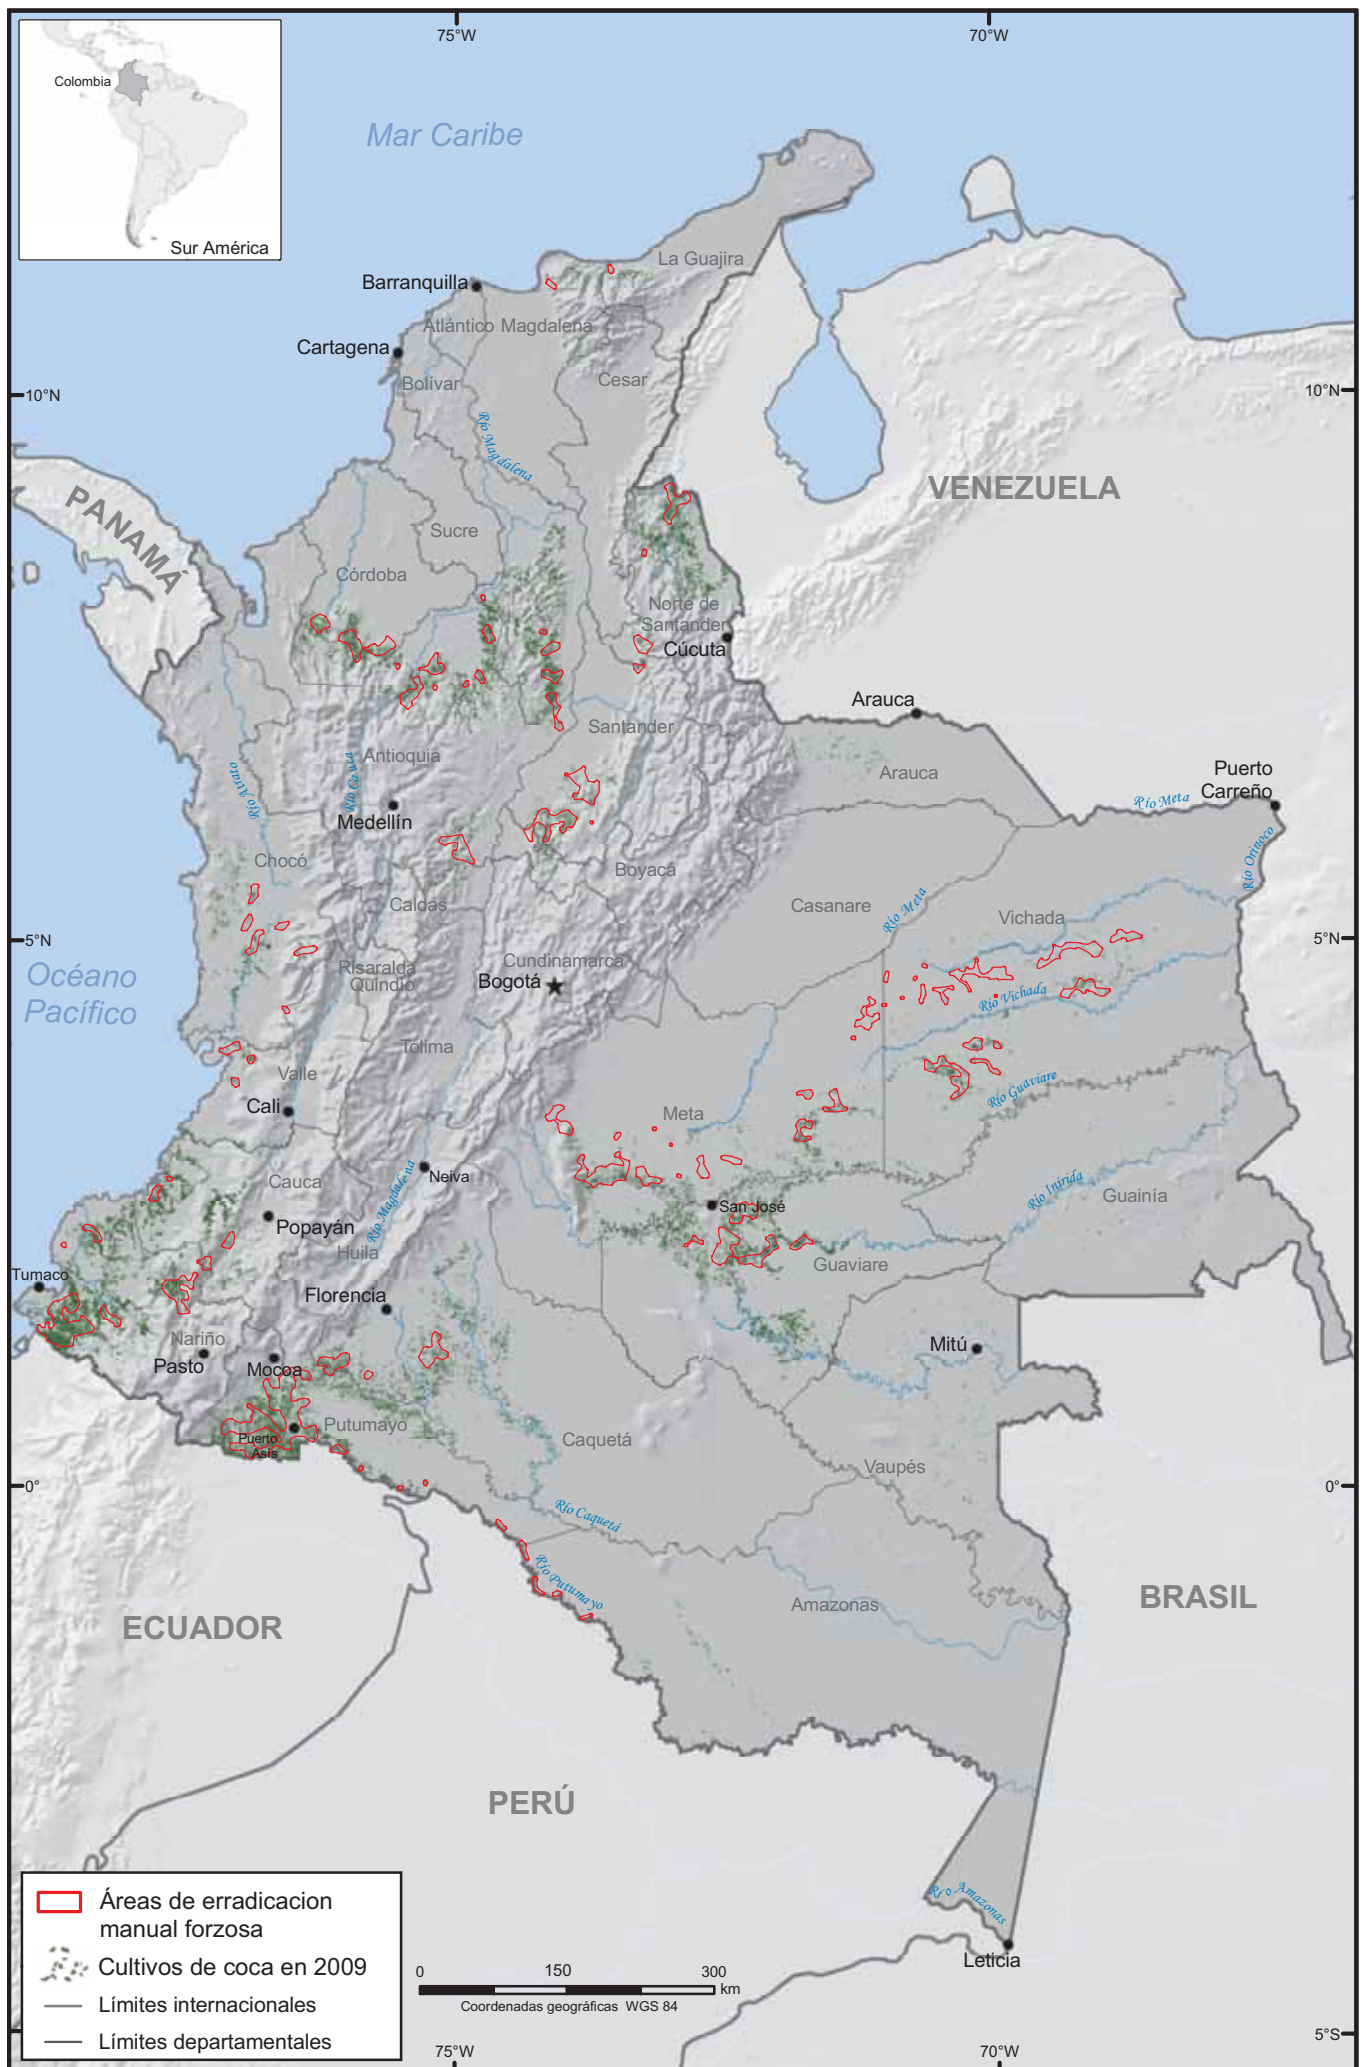 75°W
70°W
Colombia
Sur América
Mar Caribe
La Guajira
Barranquilla
Atlántico
Magdalena
Cartagena
Cesar
Bolívar
10°N
10°N
Río Magdalena
VENEZUELA
PANAMÁ
Sucre
Córdoba
Norte de
Santander
Cúcuta
Arauca
Santander
Antioquia
Arauca
Puerto
Carreño
Río Meta
Río Atrato
Río Cauca
Medellín
Río Orinoco
Chocó
Boyacá
Caldas
Casanare
Río Meta
Vichada
5°N
5°N
Océano
Pacífico
Risaralda
Cundinamarca
Quindío
Bogotá
Río Vichada
Tolima
Valle
Río Guaviare
Cali
Meta
Neiva
Cauca
Río Magdalena
Río Inírida
Guainía
San José
Popayán
Huila
Guaviare
Tumaco
Florencia
Nariño
Mitú
Pasto
Mocoa
Putumayo
Puerto
Asís
Caquetá
Vaupés
0°
0°
Río Caquetá
Río Putumayo
Amazonas
BRASIL
ECUADOR
PERÚ
Río Amazonas
Leticia
Áreas de erradicacion
manual forzosa
Cultivos de coca en 2009
Límites internacionales
Límites departamentales
0 150 300
km
Coordenadas geográficas WGS 84
5°S
75°W
70°W